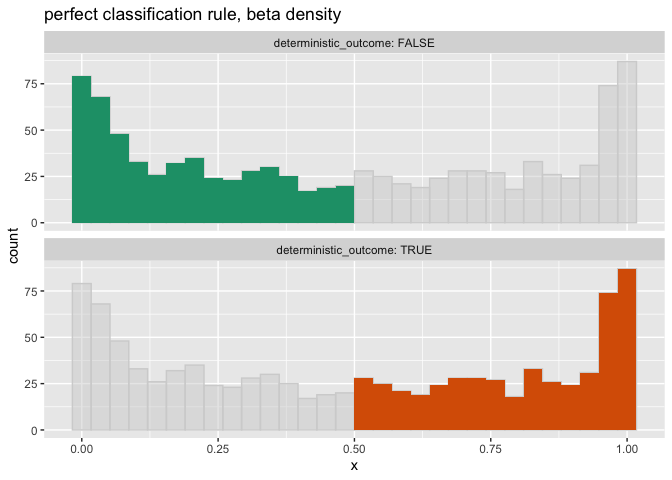 perfect classification rule, beta density
deterministic_outcome: FALSE
75
50
25
0
deterministic_outcome: TRUE
75
50
25
0
count
0.00 0.25 0.50 0.75 1.00
x